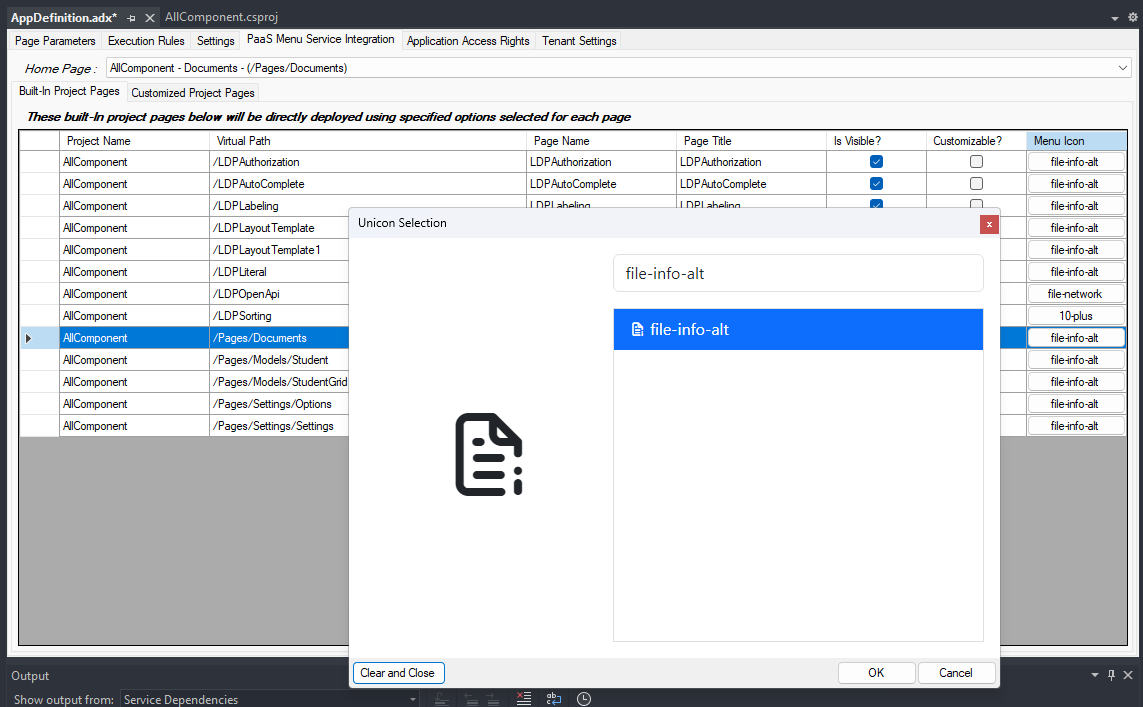 AppDefinition.adx* AllComponent.csproj
Page Parameters Execution Rules Settings PaaS Menu Service Integration Application Access Rights Tenant Settings
Home Page : AllComponent - Documents - (/Pages/Documents)
Built-In Project Pages Customized Project Pages
These built-In project pages below will be directly deployed using specified options selected for each page
Project Name Virtual Path Page Name Page Title Is Visible? Customizable? Menu Icon
AllComponent /LDPAuthorization LDPAuthorization LDPAuthorization file-info-alt
AllComponent /LDPAutoComplete LDPAutoComplete LDPAutoComplete file-info-alt
AllComponent /LDPLabeling LDPLabeling LDPLabeling file-info-alt
AllComponent /LDPLayoutTemplate file-info-alt
AllComponent /LDPLayoutTemplate1 file-info-alt
AllComponent /LDPLiteral file-info-alt
AllComponent /LDPOpenApi file-network
AllComponent /LDPSorting 10-plus
AllComponent /Pages/Documents file-info-alt
AllComponent /Pages/Models/Student file-info-alt
AllComponent /Pages/Models/StudentGrid file-info-alt
AllComponent /Pages/Settings/Options file-info-alt
AllComponent /Pages/Settings/Settings file-info-alt
Unicon Selection
file-info-alt
file-info-alt
Clear and Close OK Cancel
Output
Show output from: Service Dependencies